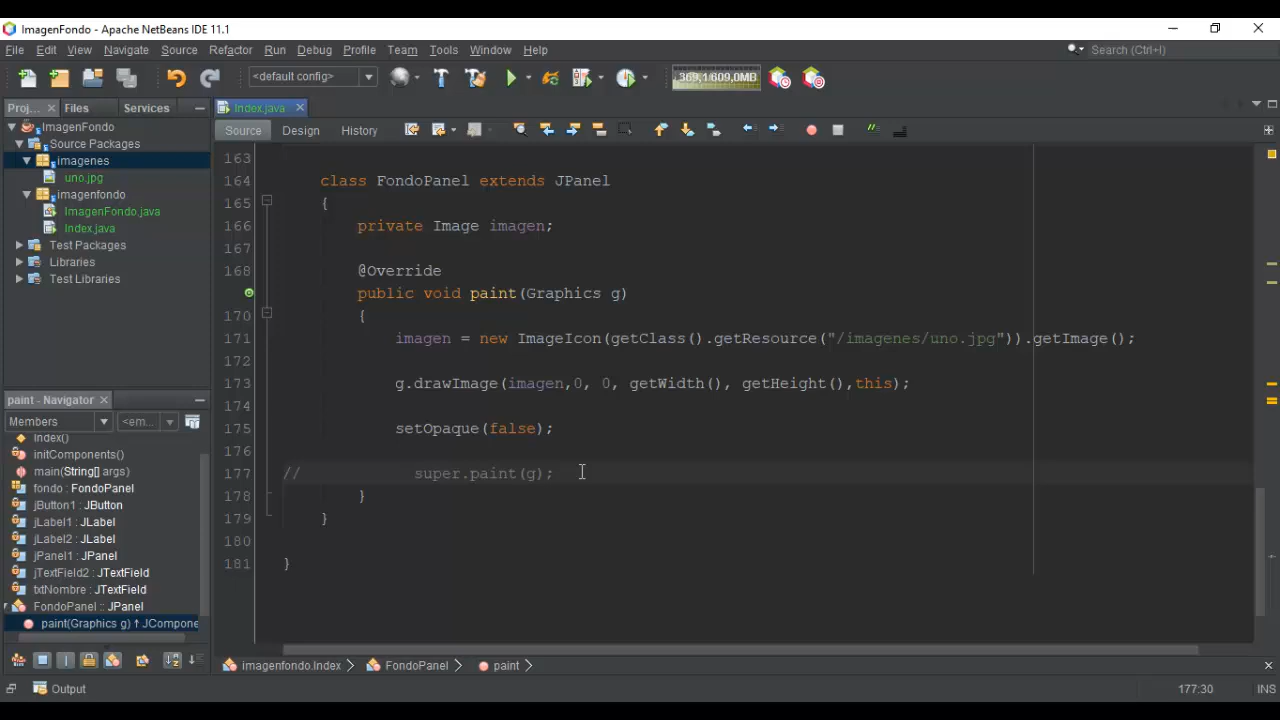 ImagenFondo - Apache NetBeans IDE 11.1
File Edit View Navigate Source Refactor Run Debug Profile Team Tools Window Help
Search (Ctrl+I)
<default config>
369,1/609,0MB
Proj... Files Services
Index.java
ImagenFondo
Source Packages
imagenes
uno.jpg
imagenfondo
ImagenFondo.java
Index.java
Test Packages
Libraries
Test Libraries
Source Design History
163
164 class FondoPanel extends JPanel
165 {
166 private Image imagen;
167
168 @Override
public void paint(Graphics g)
170 {
171 imagen = new ImageIcon(getClass().getResource("/imagenes/uno.jpg")).getImage();
172
173 g.drawImage(imagen,0, 0, getWidth(), getHeight(),this);
174
175 setOpaque(false);
176
177 // super.paint(g);
178 }
179 }
180
181 }
paint - Navigator
Members <em...
Index()
initComponents()
main(String[] args)
fondo : FondoPanel
jButton1 : JButton
jLabel1 : JLabel
jLabel2 : JLabel
jPanel1 : JPanel
jTextField2 : JTextField
txtNombre : JTextField
FondoPanel :: JPanel
paint(Graphics g) ↑ JCompone
imagenfondo.Index FondoPanel paint
Output
177:30 INS